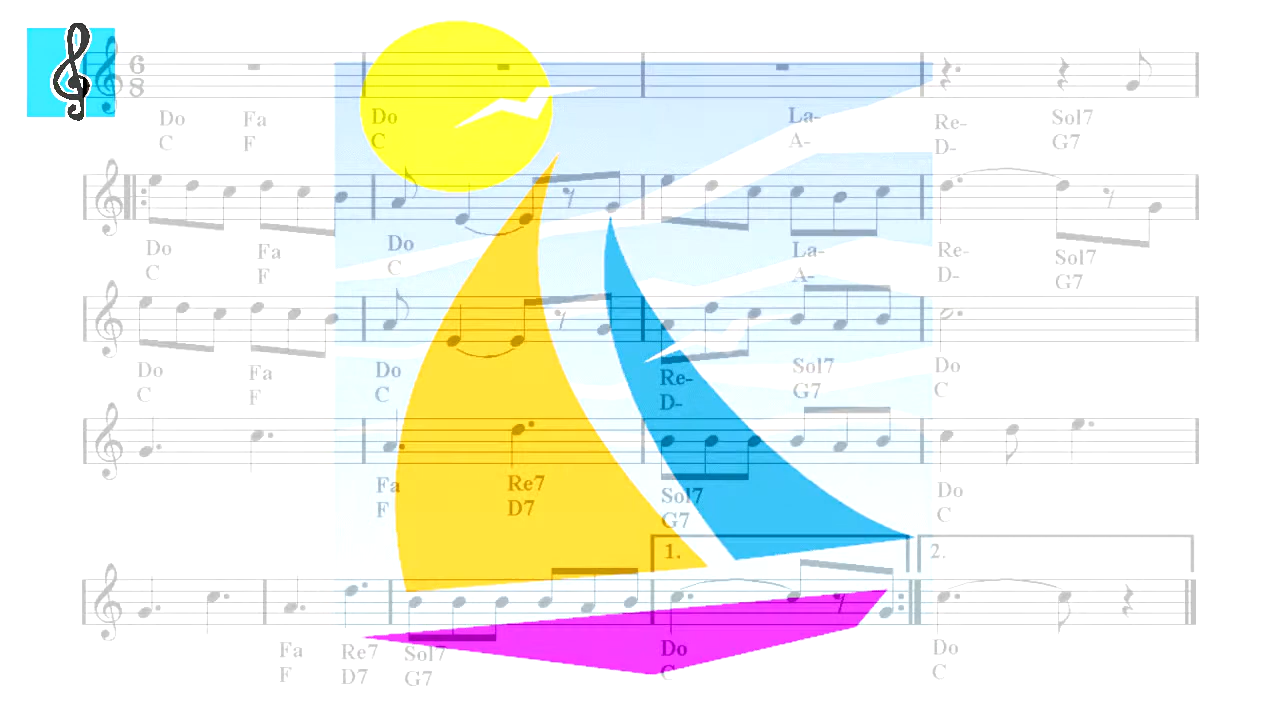 6
8
Do Fa Do La- Re- Sol7
C F C A- D- G7
Do Fa Do La- Re- Sol7
C F C A- D- G7
Do Fa Do Re- Sol7 Do
C F C D- G7 C
Fa Re7 Sol7 Do
F D7 G7 C
1. 2.
Fa Re7 Sol7 Do Do
F D7 G7 C C